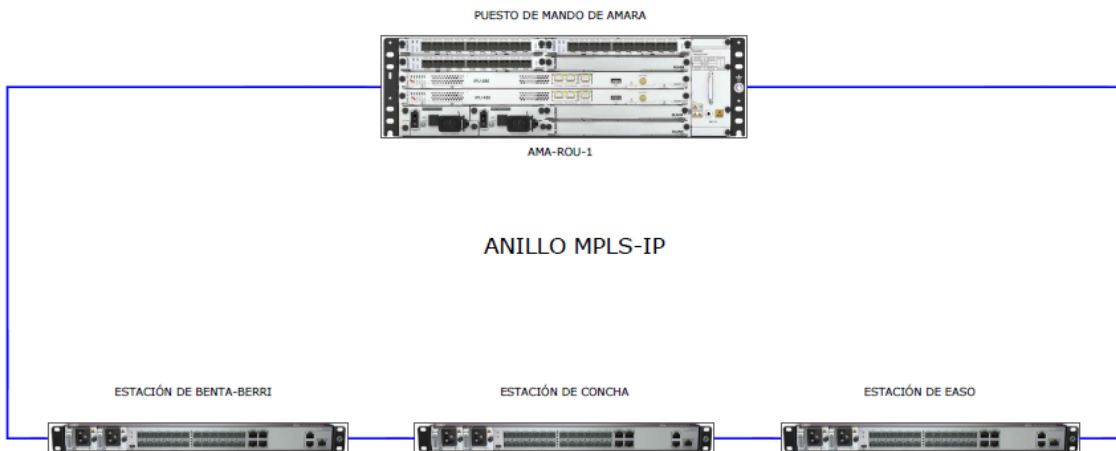 PUESTO DE MANDO DE AMARA
AMA-ROU-1
ANILLO MPLS-IP
ESTACIÓN DE BENTA-BERRI
ESTACIÓN DE CONCHA
ESTACIÓN DE EASO